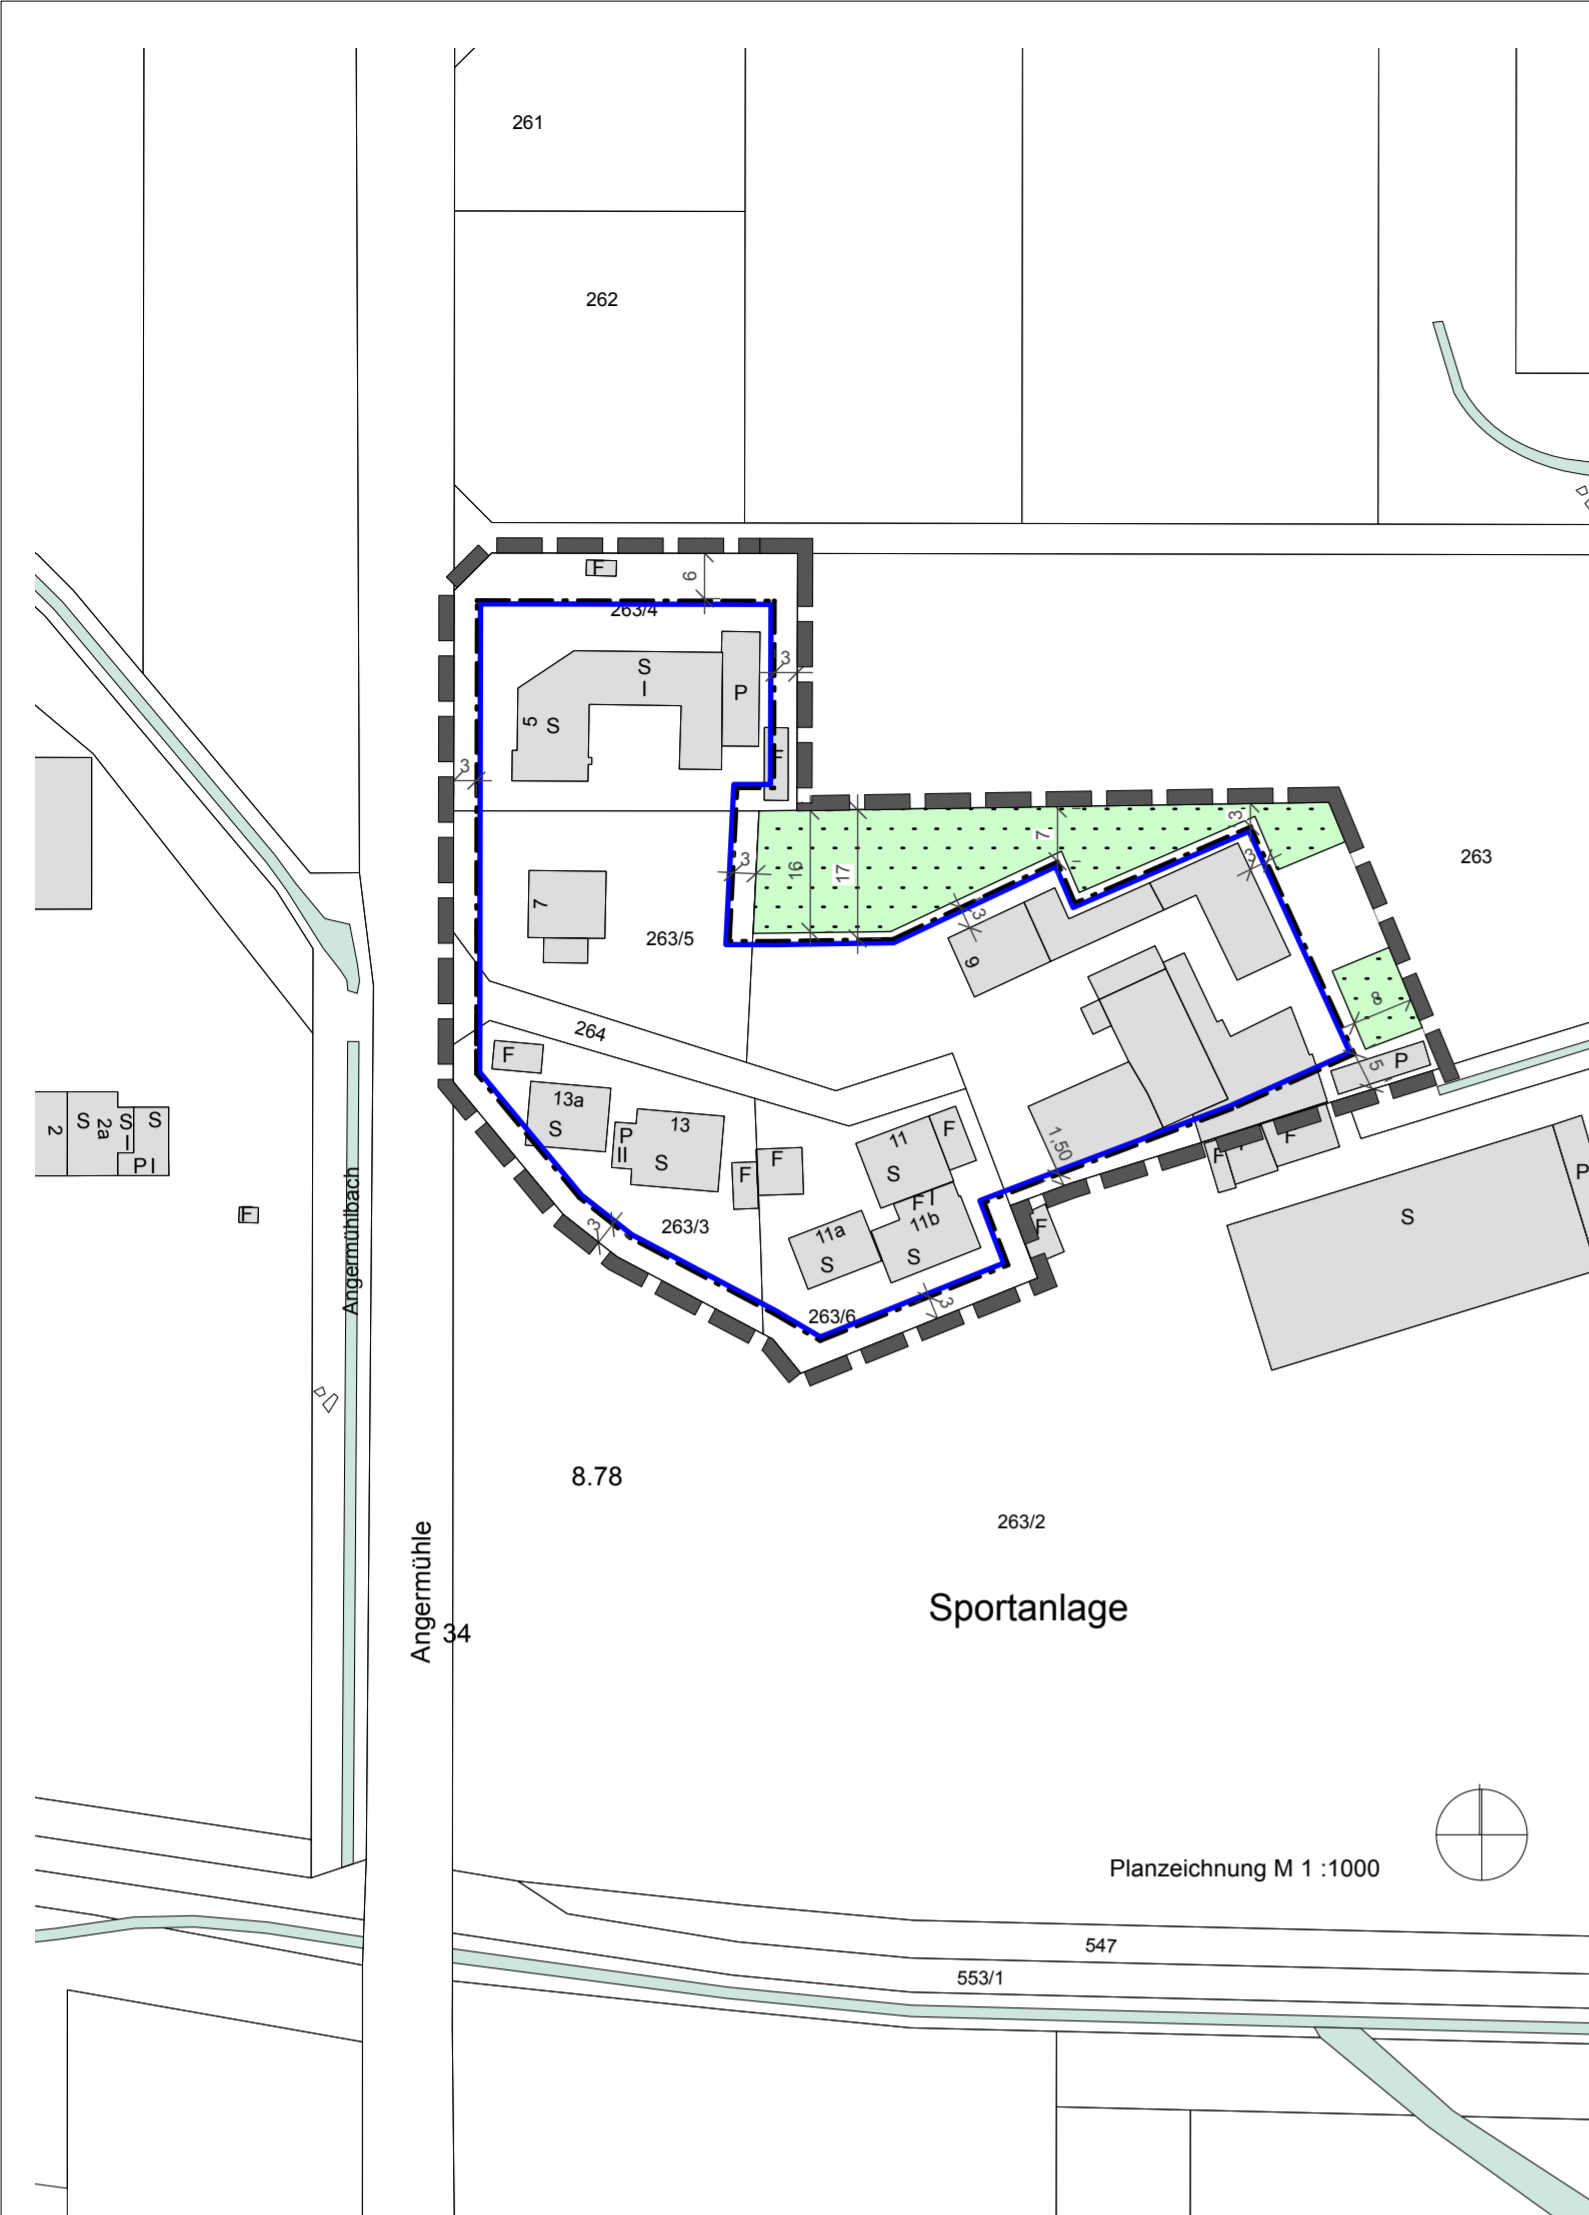 261
262
F
6
263/4
S
I
P
3
5
S
F
3
3
16
17
7
3
3
263
7
263/5
3
9
8
264
F
P
5
13a
S
P
II
13
S
11
F
S
1,50
F
F
2
S
2a
S
I
S
P I
F
F
F
F I
11b
S
11a
S
F
F
S
P
Angermühlbach
3
263/3
263/6
3
8.78
263/2
Angermühle
34
Sportanlage
Planzeichnung M 1 :1000
547
553/1